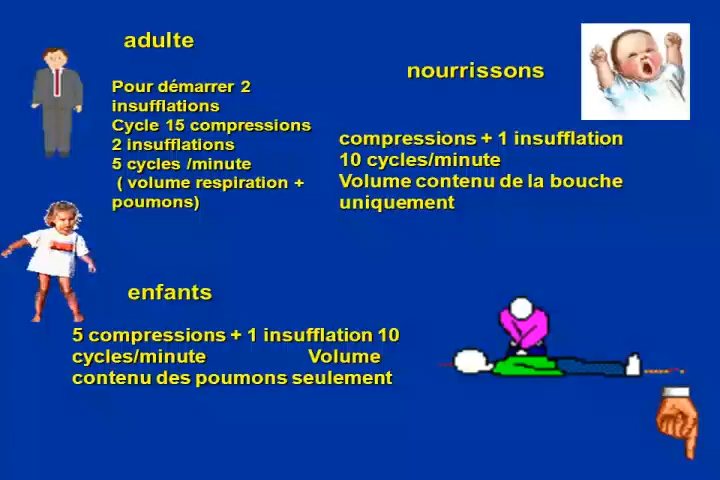 adulte
Pour démarrer 2
insufflations
Cycle 15 compressions
2 insufflations
5 cycles /minute
( volume respiration +
poumons)
nourrissons
compressions + 1 insufflation
10 cycles/minute
Volume contenu de la bouche
uniquement
enfants
5 compressions + 1 insufflation 10
cycles/minute Volume
contenu des poumons seulement